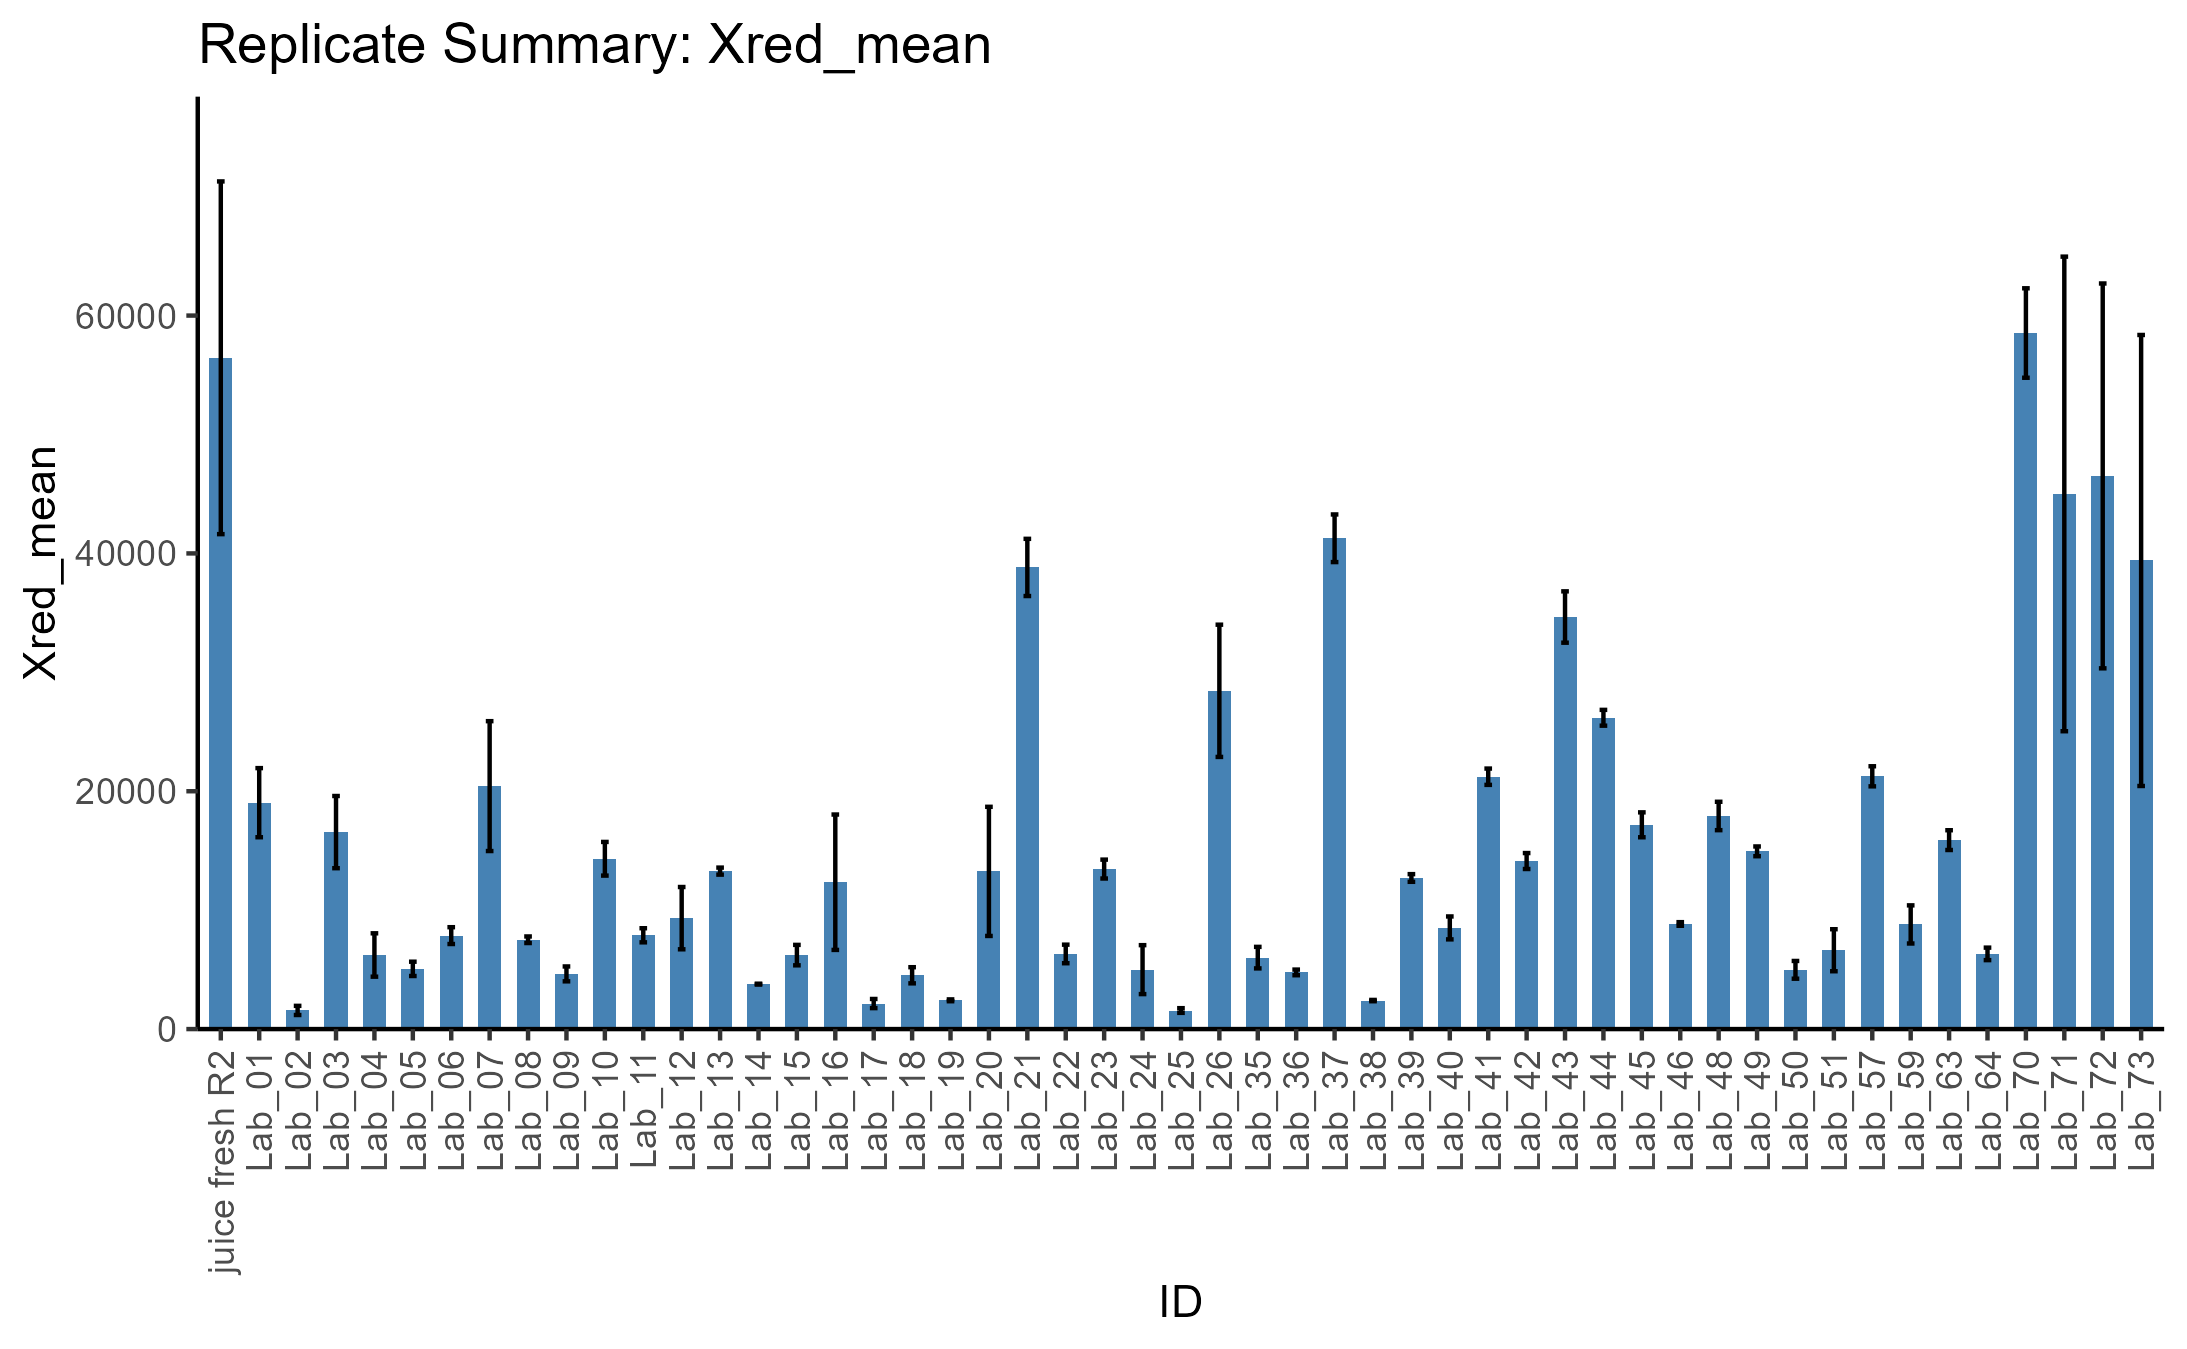 Replicate Summary: Xred_mean
Xred_mean
60000
40000
20000
0
juice fresh R2
Lab_01
Lab_02
Lab_03
Lab_04
Lab_05
Lab_06
Lab_07
Lab_08
Lab_09
Lab_10
Lab_11
Lab_12
Lab_13
Lab_14
Lab_15
Lab_16
Lab_17
Lab_18
Lab_19
Lab_20
Lab_21
Lab_22
Lab_23
Lab_24
Lab_25
Lab_26
Lab_35
Lab_36
Lab_37
Lab_38
Lab_39
Lab_40
Lab_41
Lab_42
Lab_43
Lab_44
Lab_45
Lab_46
Lab_48
Lab_49
Lab_50
Lab_51
Lab_57
Lab_59
Lab_63
Lab_64
Lab_70
Lab_71
Lab_72
Lab_73
ID